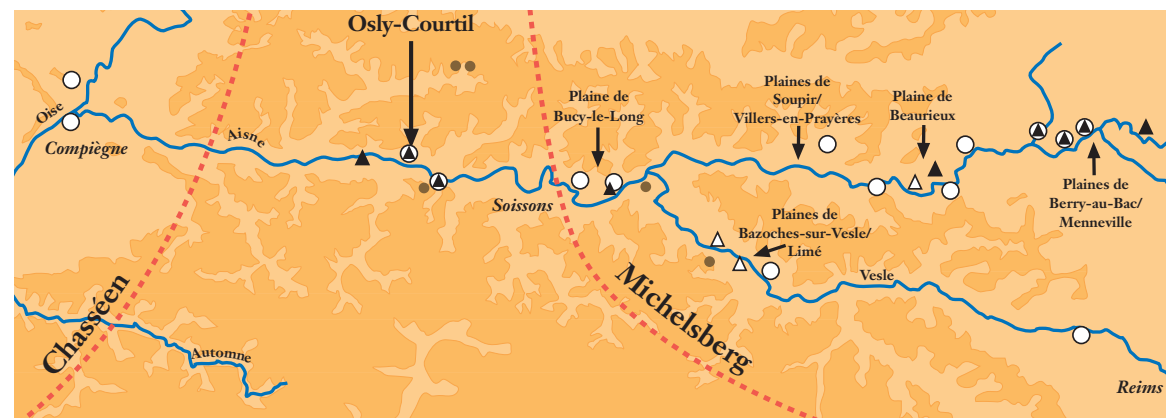 Osly-Courtil
Oise
Compiègne
Aisne
Soissons
Plaine de
Bucy-le-Long
Plaines de
Soupir/
Villers-en-Prayères
Plaine de
Beaurieux
Plaines de
Berry-au-Bac/
Menneville
Plaines de
Bazoches-sur-Vesle/
Limé
Vesle
Chasséen
Michelsberg
Automne
Reims